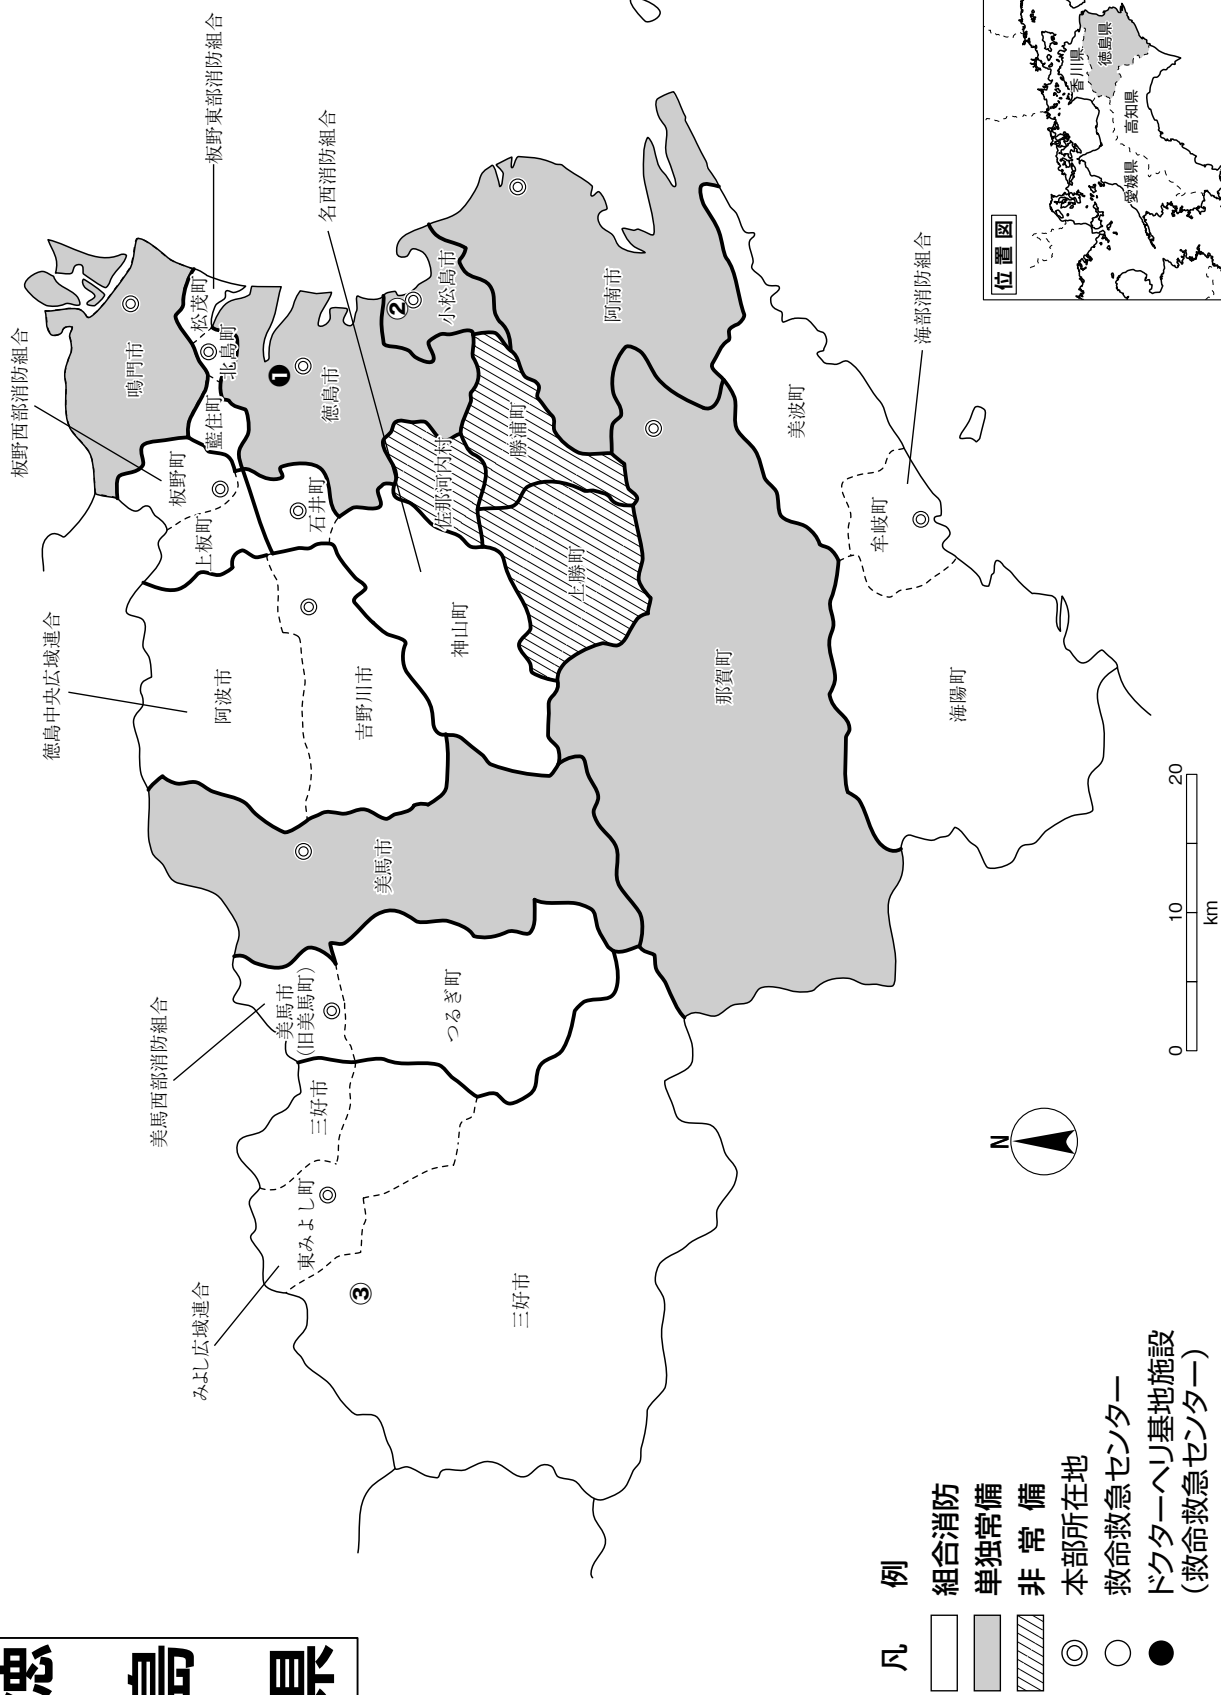 徳島県
板野西部消防組合
板野東部消防組合
徳島中央広域連合
名西消防組合
美馬西部消防組合
みよし広域連合
海部消防組合
鳴門市
松茂町
北島町
藍住町
板野町
上板町
徳島市
石井町
小松島市
阿南市
勝浦町
佐那河内村
上勝町
神山町
阿波市
吉野川市
美馬市
美馬市
(旧美馬町)
つるぎ町
三好市
東みよし町
三好市
那賀町
美波町
牟岐町
海陽町
1
2
3
凡例
組合消防
単独常備
非常備
本部所在地
救命救急センター
ドクターヘリ基地施設
(救命救急センター)
N
0 10 20
km
位置図
香川県
徳島県
愛媛県
高知県